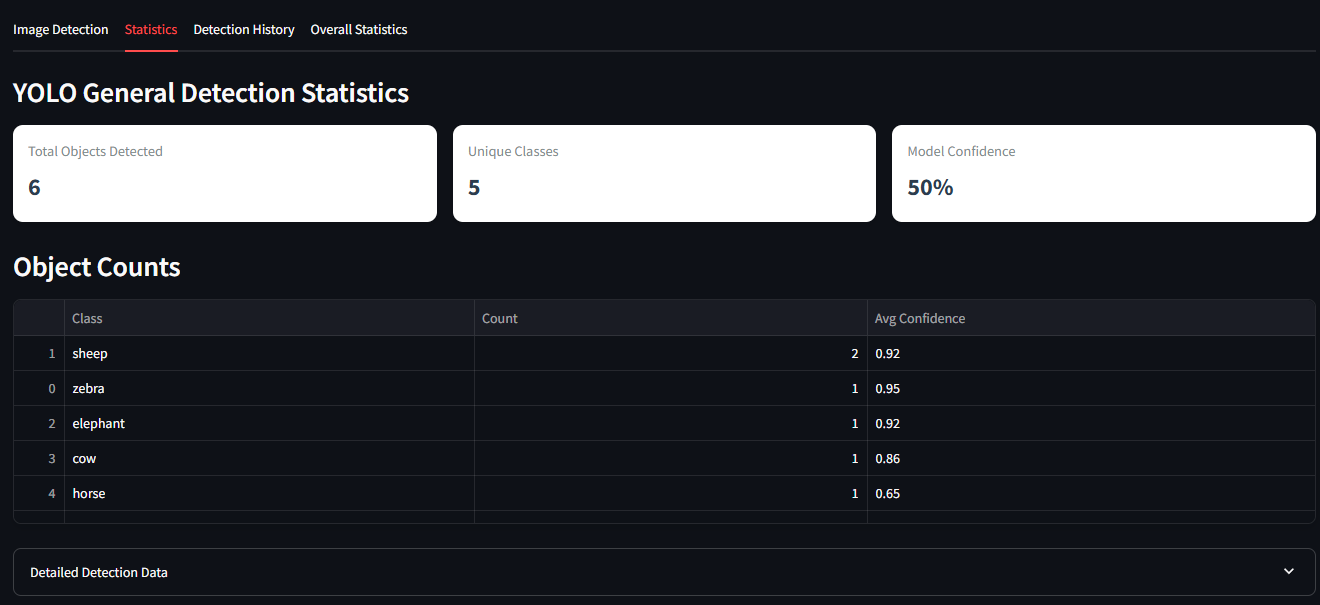 Image Detection Statistics Detection History Overall Statistics
YOLO General Detection Statistics
Total Objects Detected Unique Classes Model Confidence
6 5 50%
Object Counts
Class Count Avg Confidence
1 sheep 2 0.92
0 zebra 1 0.95
2 elephant 1 0.92
3 cow 1 0.86
4 horse 1 0.65
Detailed Detection Data